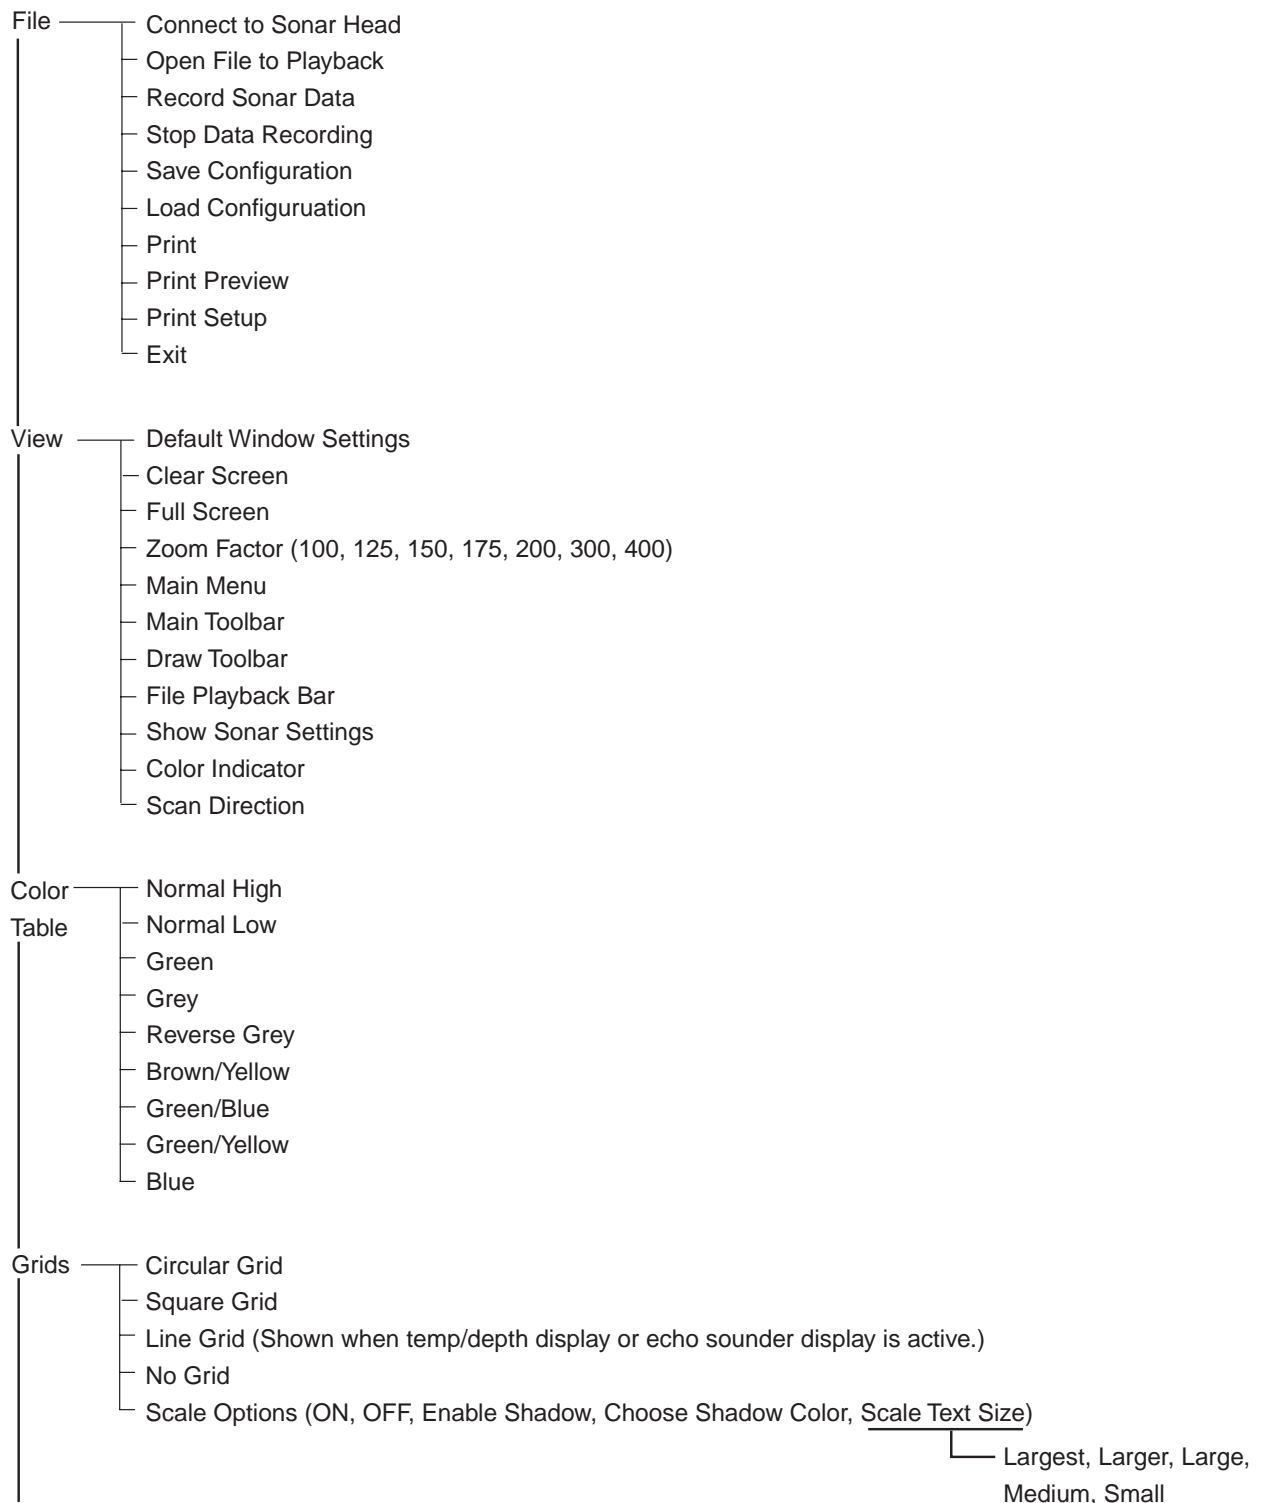 File
Connect to Sonar Head
Open File to Playback
Record Sonar Data
Stop Data Recording
Save Configuration
Load Configuruation
Print
Print Preview
Print Setup
Exit
View
Default Window Settings
Clear Screen
Full Screen
Zoom Factor (100, 125, 150, 175, 200, 300, 400)
Main Menu
Main Toolbar
Draw Toolbar
File Playback Bar
Show Sonar Settings
Color Indicator
Scan Direction
Color
Table
Normal High
Normal Low
Green
Grey
Reverse Grey
Brown/Yellow
Green/Blue
Green/Yellow
Blue
Grids
Circular Grid
Square Grid
Line Grid (Shown when temp/depth display or echo sounder display is active.)
No Grid
Scale Options (ON, OFF, Enable Shadow, Choose Shadow Color, Scale Text Size)
Largest, Larger, Large,
Medium, Small